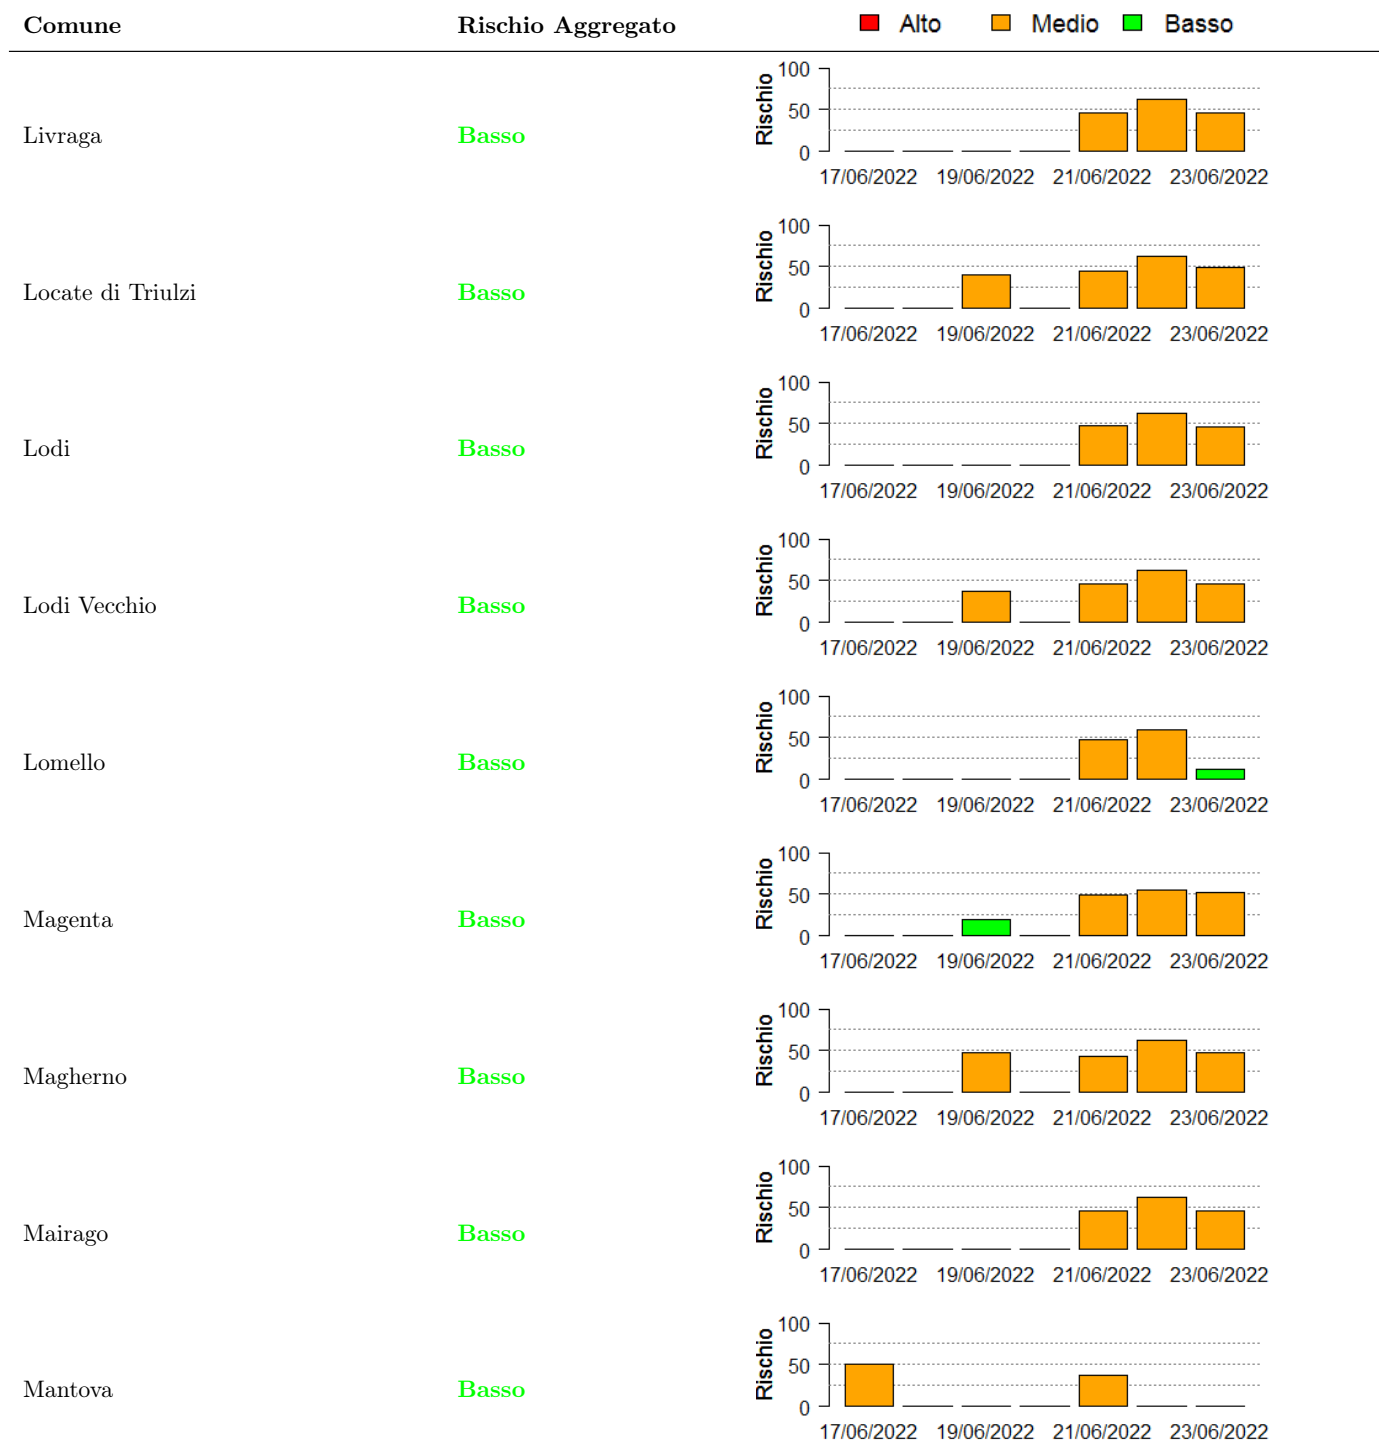 Comune Rischio Aggregato Alto Medio Basso
100
50
0
Rischio
Livraga Basso
17/06/2022 19/06/2022 21/06/2022 23/06/2022
100
50
0
Rischio
Locate di Triulzi Basso
17/06/2022 19/06/2022 21/06/2022 23/06/2022
100
50
0
Rischio
Lodi Basso
17/06/2022 19/06/2022 21/06/2022 23/06/2022
100
50
0
Rischio
Lodi Vecchio Basso
17/06/2022 19/06/2022 21/06/2022 23/06/2022
100
50
0
Rischio
Lomello Basso
17/06/2022 19/06/2022 21/06/2022 23/06/2022
100
50
0
Rischio
Magenta Basso
17/06/2022 19/06/2022 21/06/2022 23/06/2022
100
50
0
Rischio
Magherno Basso
17/06/2022 19/06/2022 21/06/2022 23/06/2022
100
50
0
Rischio
Mairago Basso
17/06/2022 19/06/2022 21/06/2022 23/06/2022
100
50
0
Rischio
Mantova Basso
17/06/2022 19/06/2022 21/06/2022 23/06/2022